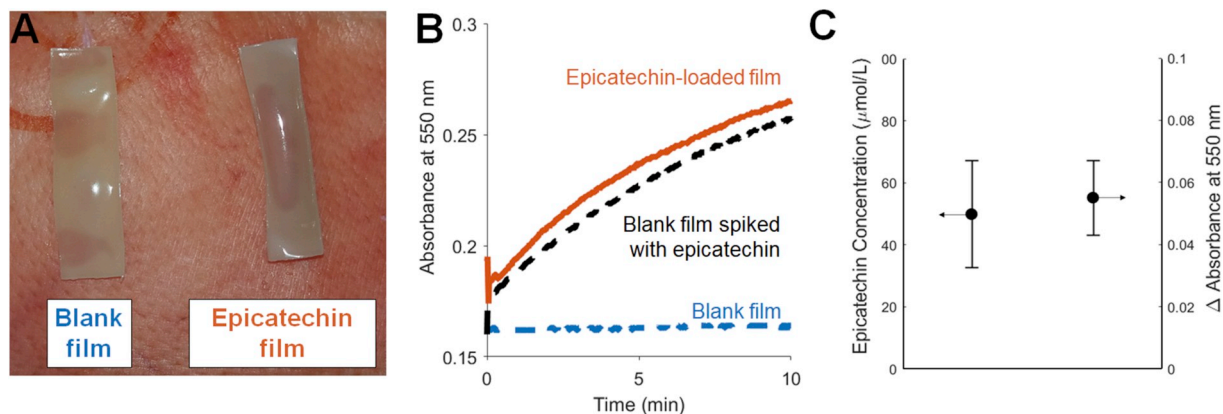 A
Blank
film
Epicatechin
film
B
Absorbance at 550 nm
0.3
0.25
0.2
0.15
Epicatechin-loaded film
Blank film spiked
with epicatechin
Blank film
0
5
10
Time (min)
C
Epicatechin Concentration (μmol/L)
00
80
60
40
20
0
0.1
0.08
0.06
0.04
0.02
0
Δ Absorbance at 550 nm